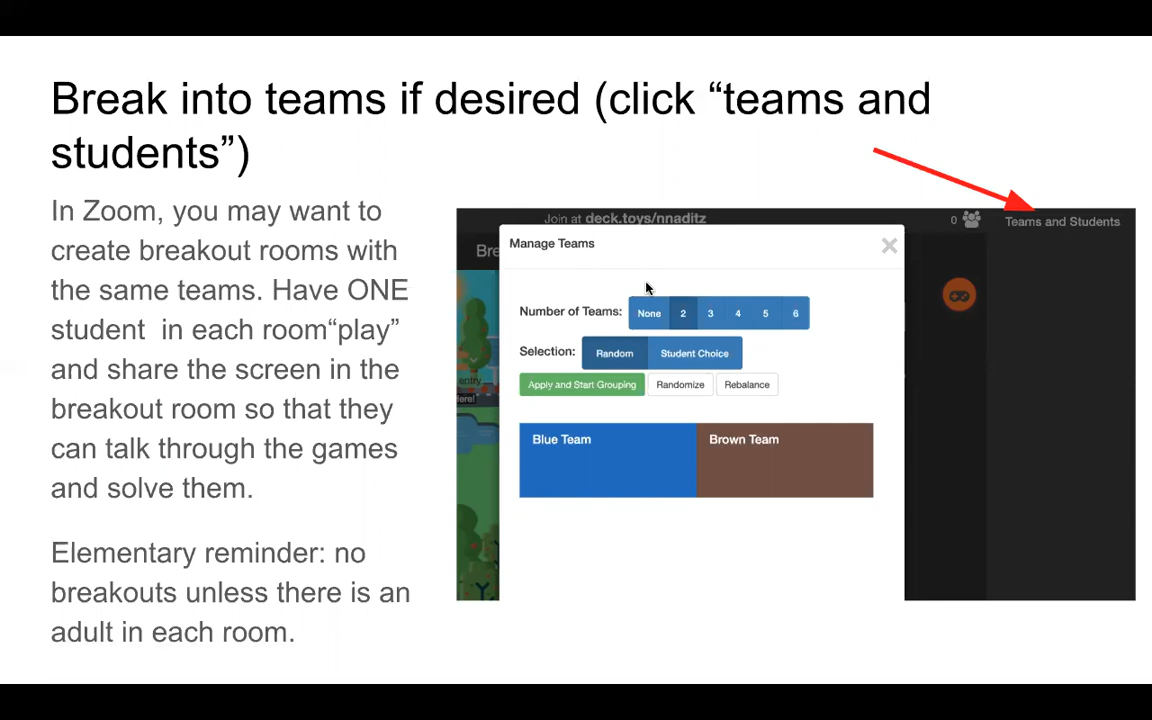 Break into teams if desired (click “teams and
students”)
In Zoom, you may want to
create breakout rooms with
the same teams. Have ONE
student  in each room“play”
and share the screen in the
breakout room so that they
can talk through the games
and solve them.
Elementary reminder: no
breakouts unless there is an
adult in each room.
Join at deck.toys/nnaditz
0
Teams and Students
Bre
Manage Teams
Number of Teams: None 2 3 4 5 6
Selection: Random Student Choice
Apply and Start Grouping Randomize Rebalance
entry
Here!
Blue Team Brown Team